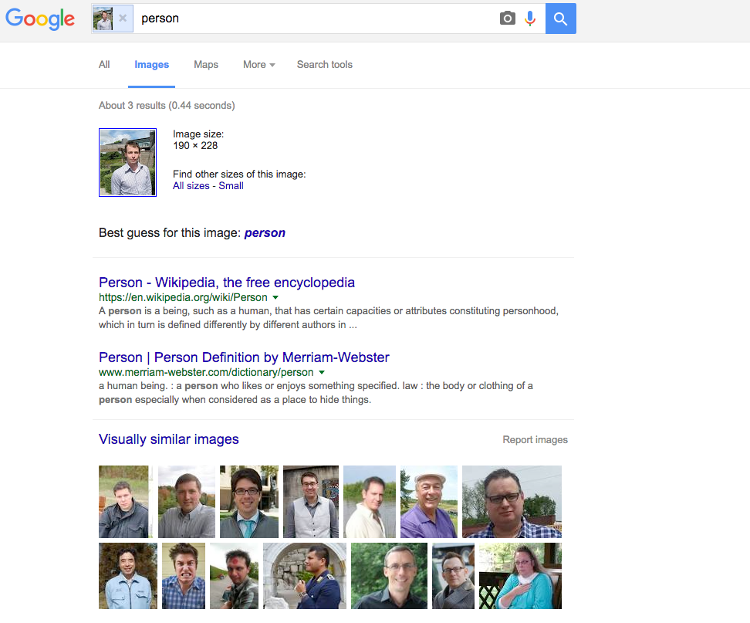 Google person
All Images Maps More Search tools
About 3 results (0.44 seconds)
Image size:
190 × 228
Find other sizes of this image:
All sizes - Small
Best guess for this image: person
Person - Wikipedia, the free encyclopedia
https://en.wikipedia.org/wiki/Person
A person is a being, such as a human, that has certain capacities or attributes constituting personhood,
which in turn is defined differently by different authors in ...
Person | Person Definition by Merriam-Webster
www.merriam-webster.com/dictionary/person
a human being. : a person who likes or enjoys something specified. law : the body or clothing of a
person especially when considered as a place to hide things.
Visually similar images Report images